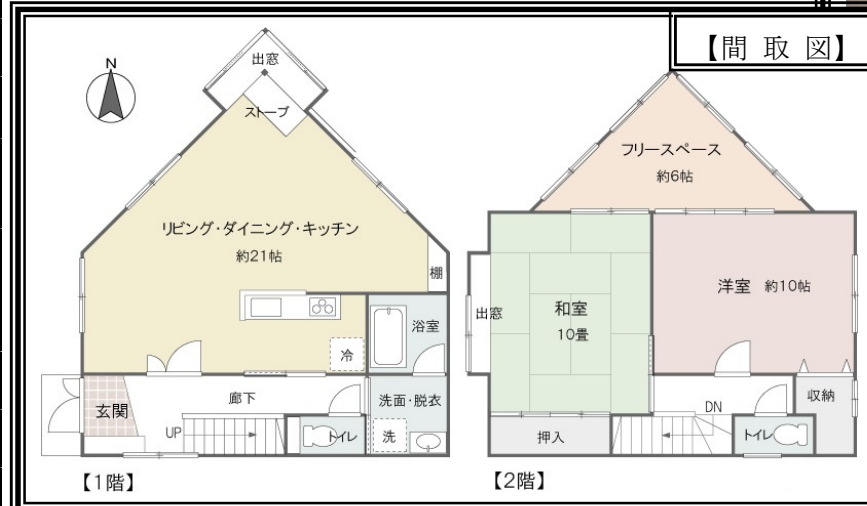 【間 取 図】
N
出窓
ストーブ
リビング・ダイニング・キッチン
約21帖
棚
浴室
冷
玄関
廊下
洗面・脱衣
UP
トイレ
洗
【1階】
フリースペース
約6帖
出窓
和室
10畳
洋室 約10帖
収納
DN
押入
トイレ
【2階】